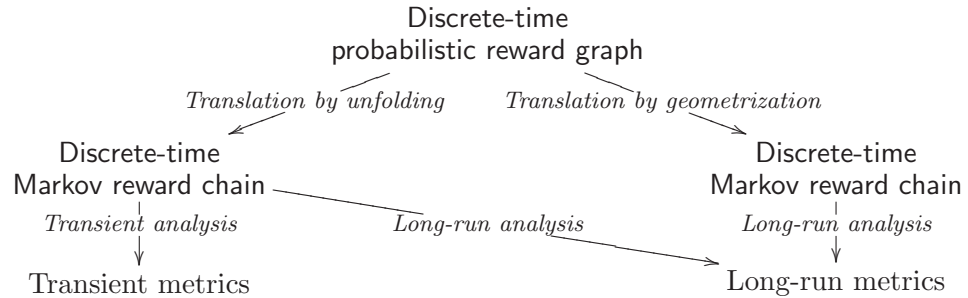 Discrete-time
probabilistic reward graph
Translation by unfolding
Translation by geometrization
Discrete-time
Markov reward chain
Discrete-time
Markov reward chain
Transient analysis
Long-run analysis
Long-run analysis
Transient metrics
Long-run metrics